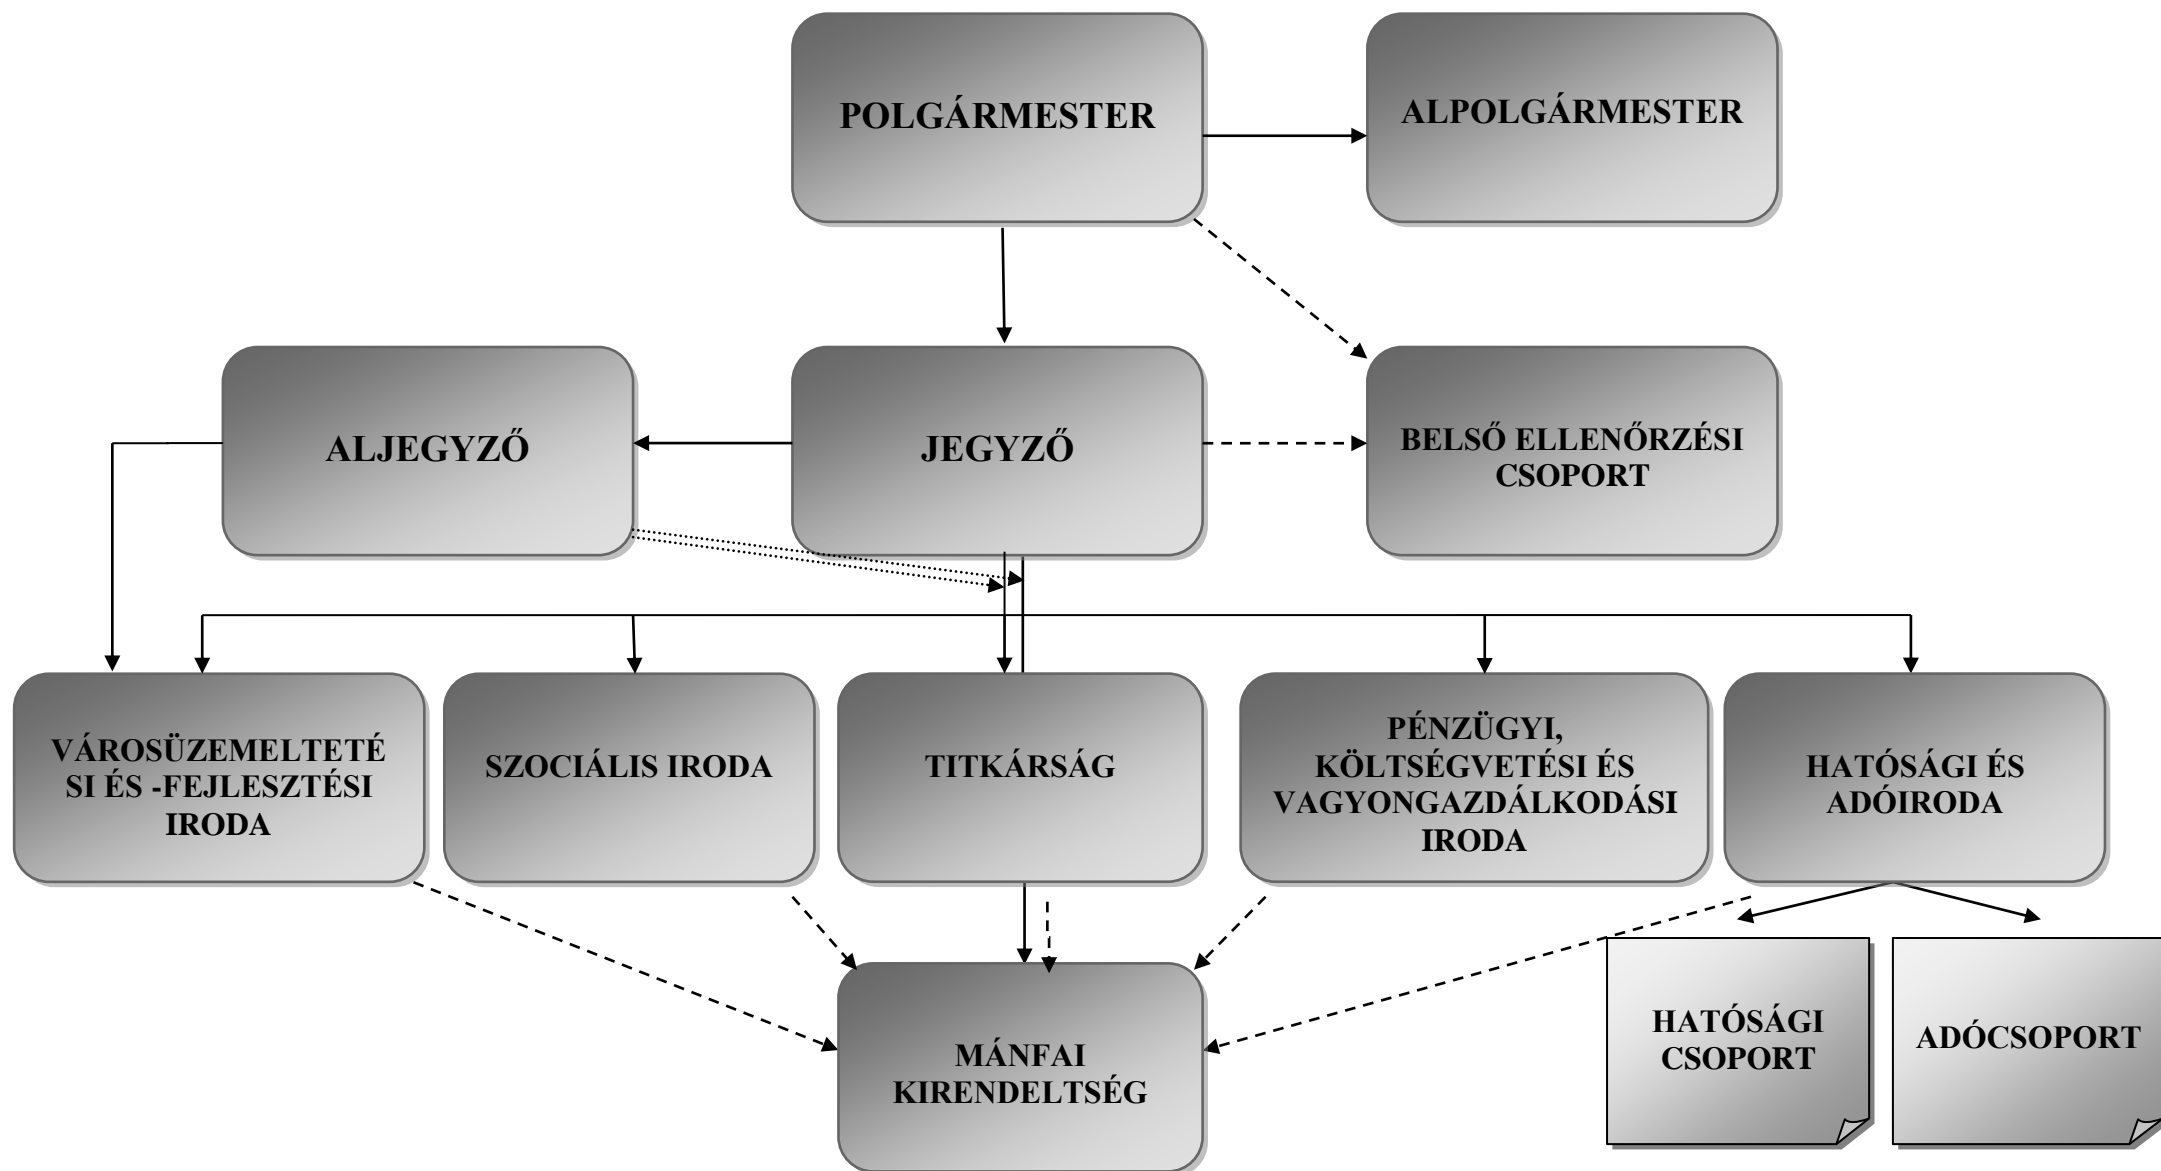 POLGÁRMESTER
ALPOLGÁRMESTER
ALJEGYZŐ
JEGYZŐ
BELSŐ ELLENŐRZÉSI
CSOPORT
VÁROSÜZEMELTETÉ
SI ÉS -FEJLESZTÉSI
IRODA
SZOCIÁLIS IRODA
TITKÁRSÁG
PÉNZÜGYI,
KÖLTSÉGVETÉSI ÉS
VAGYONGAZDÁLKODÁSI
IRODA
HATÓSÁGI ÉS
ADÓIRODA
MÁNFAI
KIRENDELTSÉG
HATÓSÁGI
CSOPORT
ADÓCSOPORT